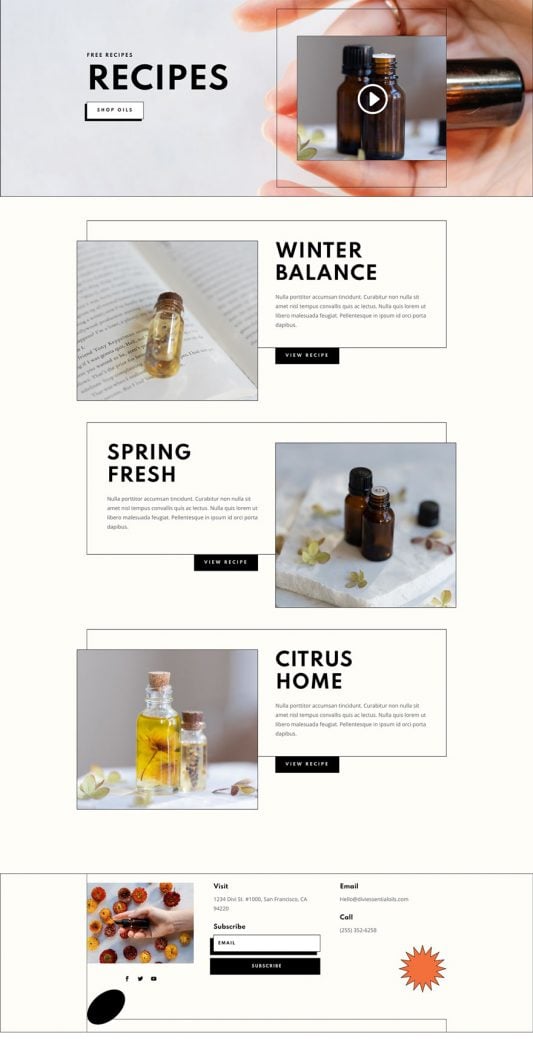 FREE RECIPES
RECIPES
SHOP OILS
WINTER
BALANCE
Nulla porttitor accumsan tincidunt. Curabitur non nulla sit
amet nisl tempus convallis quis ac lectus. Nulla quis lorem ut
libero malesuada feugiat. Pellentesque in ipsum id orci porta
dapibus.
VIEW RECIPE
SPRING
FRESH
Nulla porttitor accumsan tincidunt. Curabitur non nulla sit
amet nisl tempus convallis quis ac lectus. Nulla quis lorem ut
libero malesuada feugiat. Pellentesque in ipsum id orci porta
dapibus.
VIEW RECIPE
CITRUS
HOME
Nulla porttitor accumsan tincidunt. Curabitur non nulla sit
amet nisl tempus convallis quis ac lectus. Nulla quis lorem ut
libero malesuada feugiat. Pellentesque in ipsum id orci porta
dapibus.
VIEW RECIPE
Visit
1234 Divi St. #1000, San Francisco, CA
94220
Subscribe
EMAIL
SUBSCRIBE
Email
Hello@diviessentialoils.com
Call
(255) 352-6258